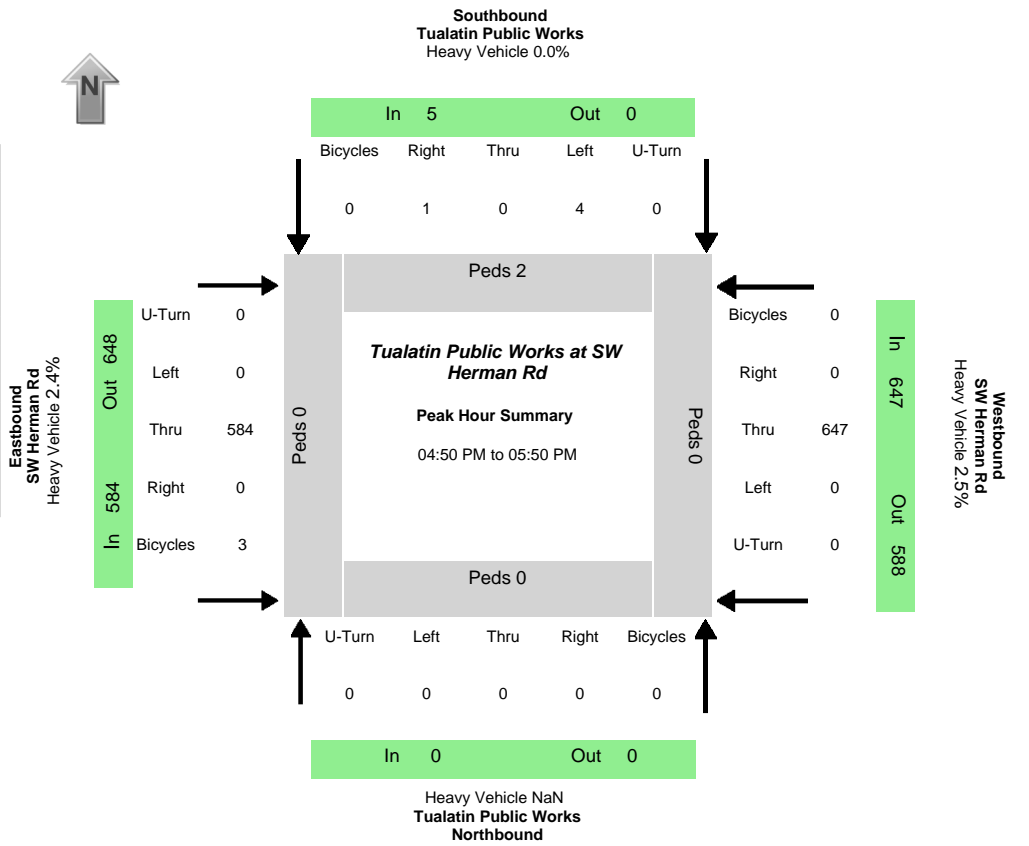 Southbound
Tualatin Public Works
Heavy Vehicle 0.0%
N
In 5 Out 0
Bicycles Right Thru Left U-Turn
0 1 0 4 0
Peds 2
Eastbound
SW Herman Rd
Heavy Vehicle 2.4%
In 584 Out 648
U-Turn 0
Left 0
Thru 584
Right 0
Bicycles 3
Peds 0
Tualatin Public Works at SW
Herman Rd
Peak Hour Summary
04:50 PM to 05:50 PM
Peds 0
Bicycles 0
Right 0
Thru 647
Left 0
U-Turn 0
In 647 Out 588
Westbound
SW Herman Rd
Heavy Vehicle 2.5%
Peds 0
U-Turn Left Thru Right Bicycles
0 0 0 0 0
In 0 Out 0
Heavy Vehicle NaN
Tualatin Public Works
Northbound